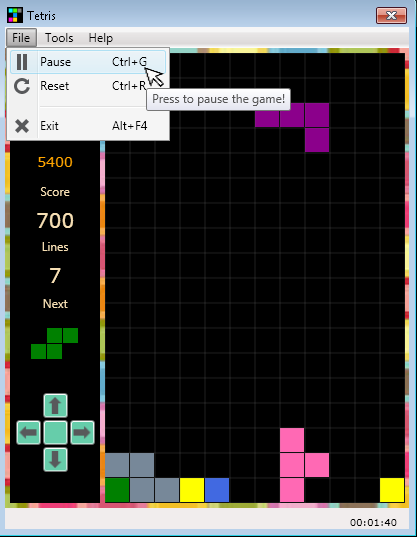 Tetris
File Tools Help
Pause Ctrl+G
Reset Ctrl+R
Press to pause the game!
Exit Alt+F4
5400
Score
700
Lines
7
Next
00:01:40